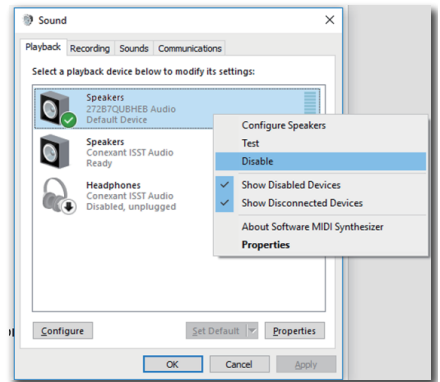 Sound
Playback Recording Sounds Communications
Select a playback device below to modify its settings:
Speakers
272B7QUBHEB Audio
Default Device
Speakers
Conexant ISST Audio
Ready
Headphones
Conexant ISST Audio
Disabled, unplugged
Configure Speakers
Test
Disable
Show Disabled Devices
Show Disconnected Devices
About Software MIDI Synthesizer
Properties
Configure Set Default Properties
OK Cancel Apply